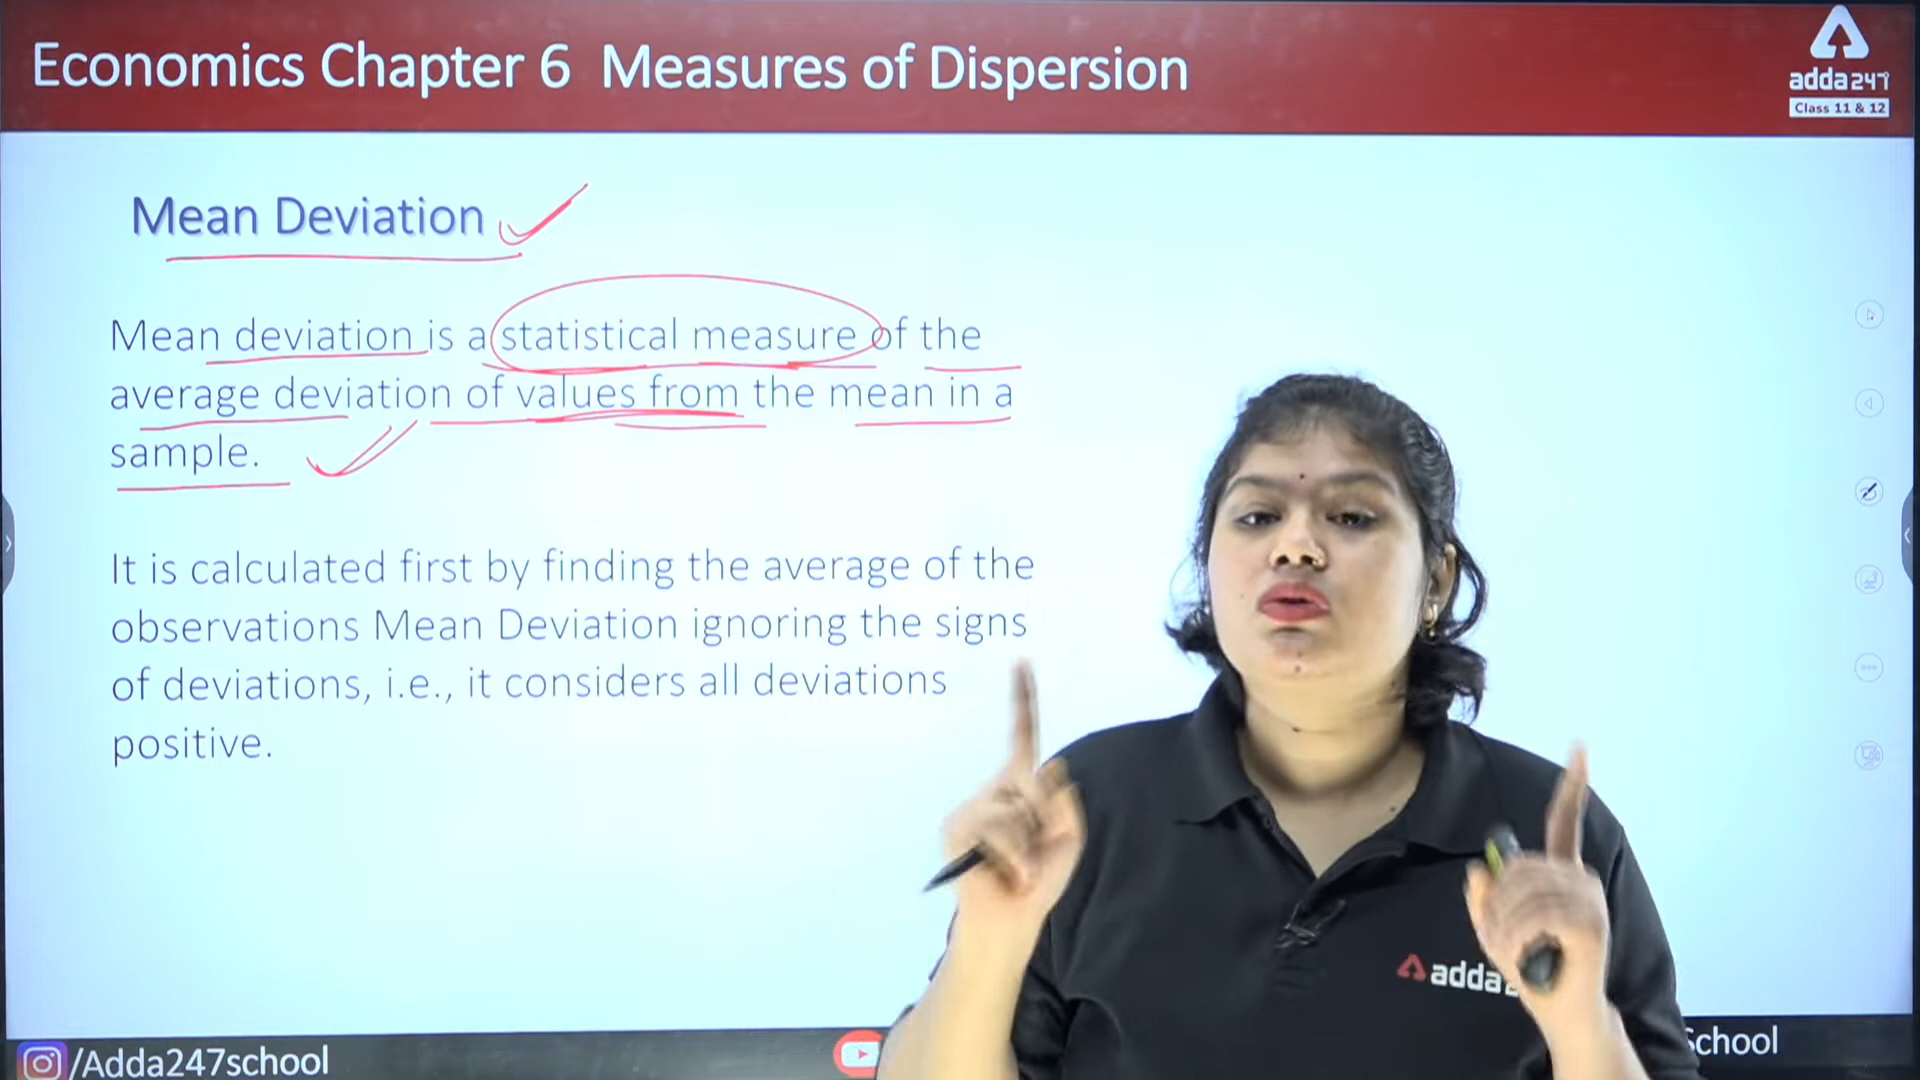 Economics Chapter 6 Measures of Dispersion
adda247
Class 11 & 12
Mean Deviation
Mean deviation is a statistical measure of the
average deviation of values from the mean in a
sample.
It is calculated first by finding the average of the
observations Mean Deviation ignoring the signs
of deviations, i.e., it considers all deviations
positive.
adda
/Adda247school
School